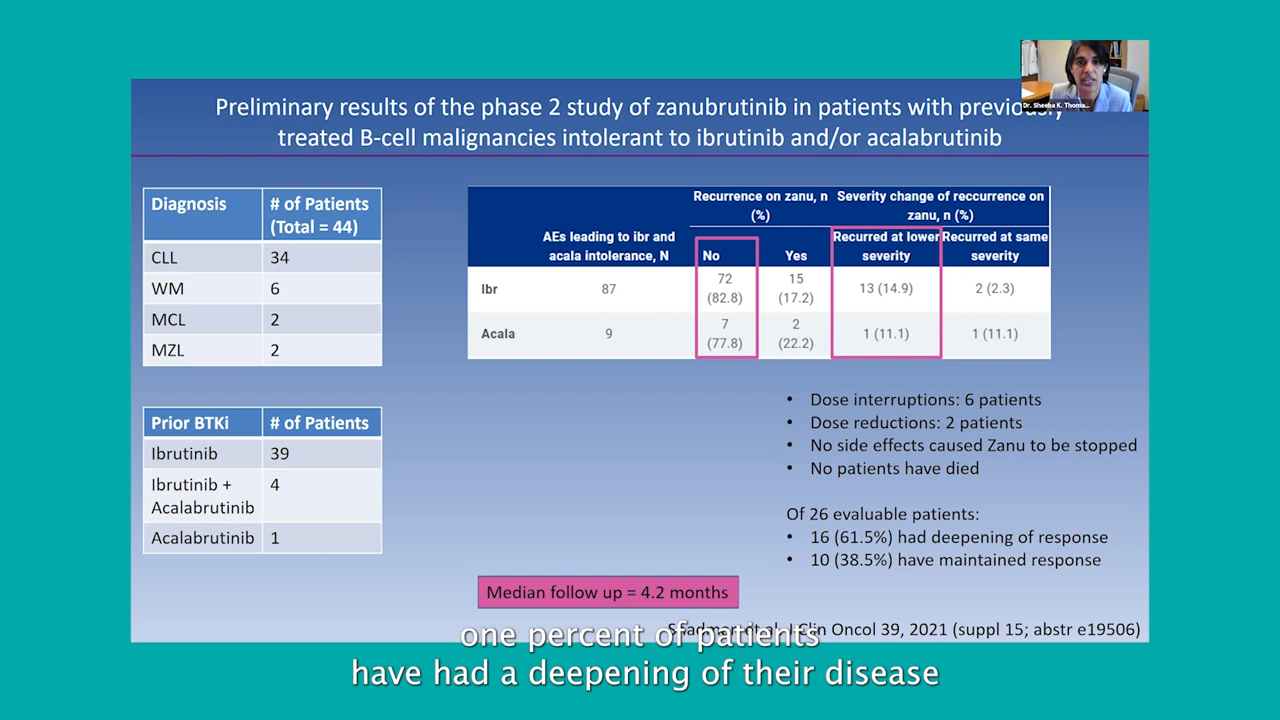 Dr. Sheeba K. Thoma...
Preliminary results of the phase 2 study of zanubrutinib in patients with previously
treated B-cell malignancies intolerant to ibrutinib and/or acalabrutinib
Diagnosis # of Patients
(Total = 44)
CLL 34
WM 6
MCL 2
MZL 2
Prior BTKi # of Patients
Ibrutinib 39
Ibrutinib + 4
Acalabrutinib
Acalabrutinib 1
Recurrence on zanu, n Severity change of reccurrence on
(%) zanu, n (%)
AEs leading to ibr and Recurred at lower Recurred at same
acala intolerance, N No Yes severity severity
Ibr 87 72 (82.8) 15 (17.2) 13 (14.9) 2 (2.3)
Acala 9 7 (77.8) 2 (22.2) 1 (11.1) 1 (11.1)
• Dose interruptions: 6 patients
• Dose reductions: 2 patients
• No side effects caused Zanu to be stopped
• No patients have died
Of 26 evaluable patients:
• 16 (61.5%) had deepening of response
• 10 (38.5%) have maintained response
Median follow up = 4.2 months
et al. Clin Oncol 39, 2021 (suppl 15; abstr e19506)
one percent of patients
have had a deepening of their disease